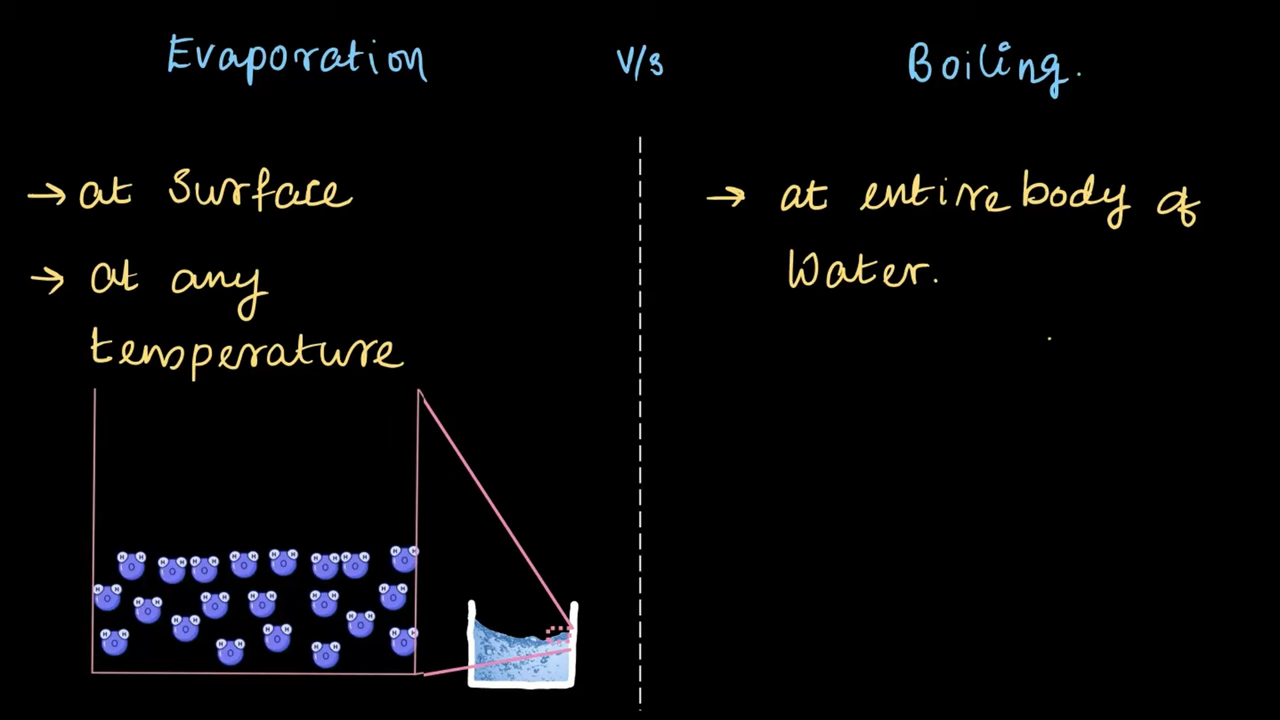 Evaporation V/s Boiling.
→ at surface
→ at any
temperature
→ at entire body of
Water.